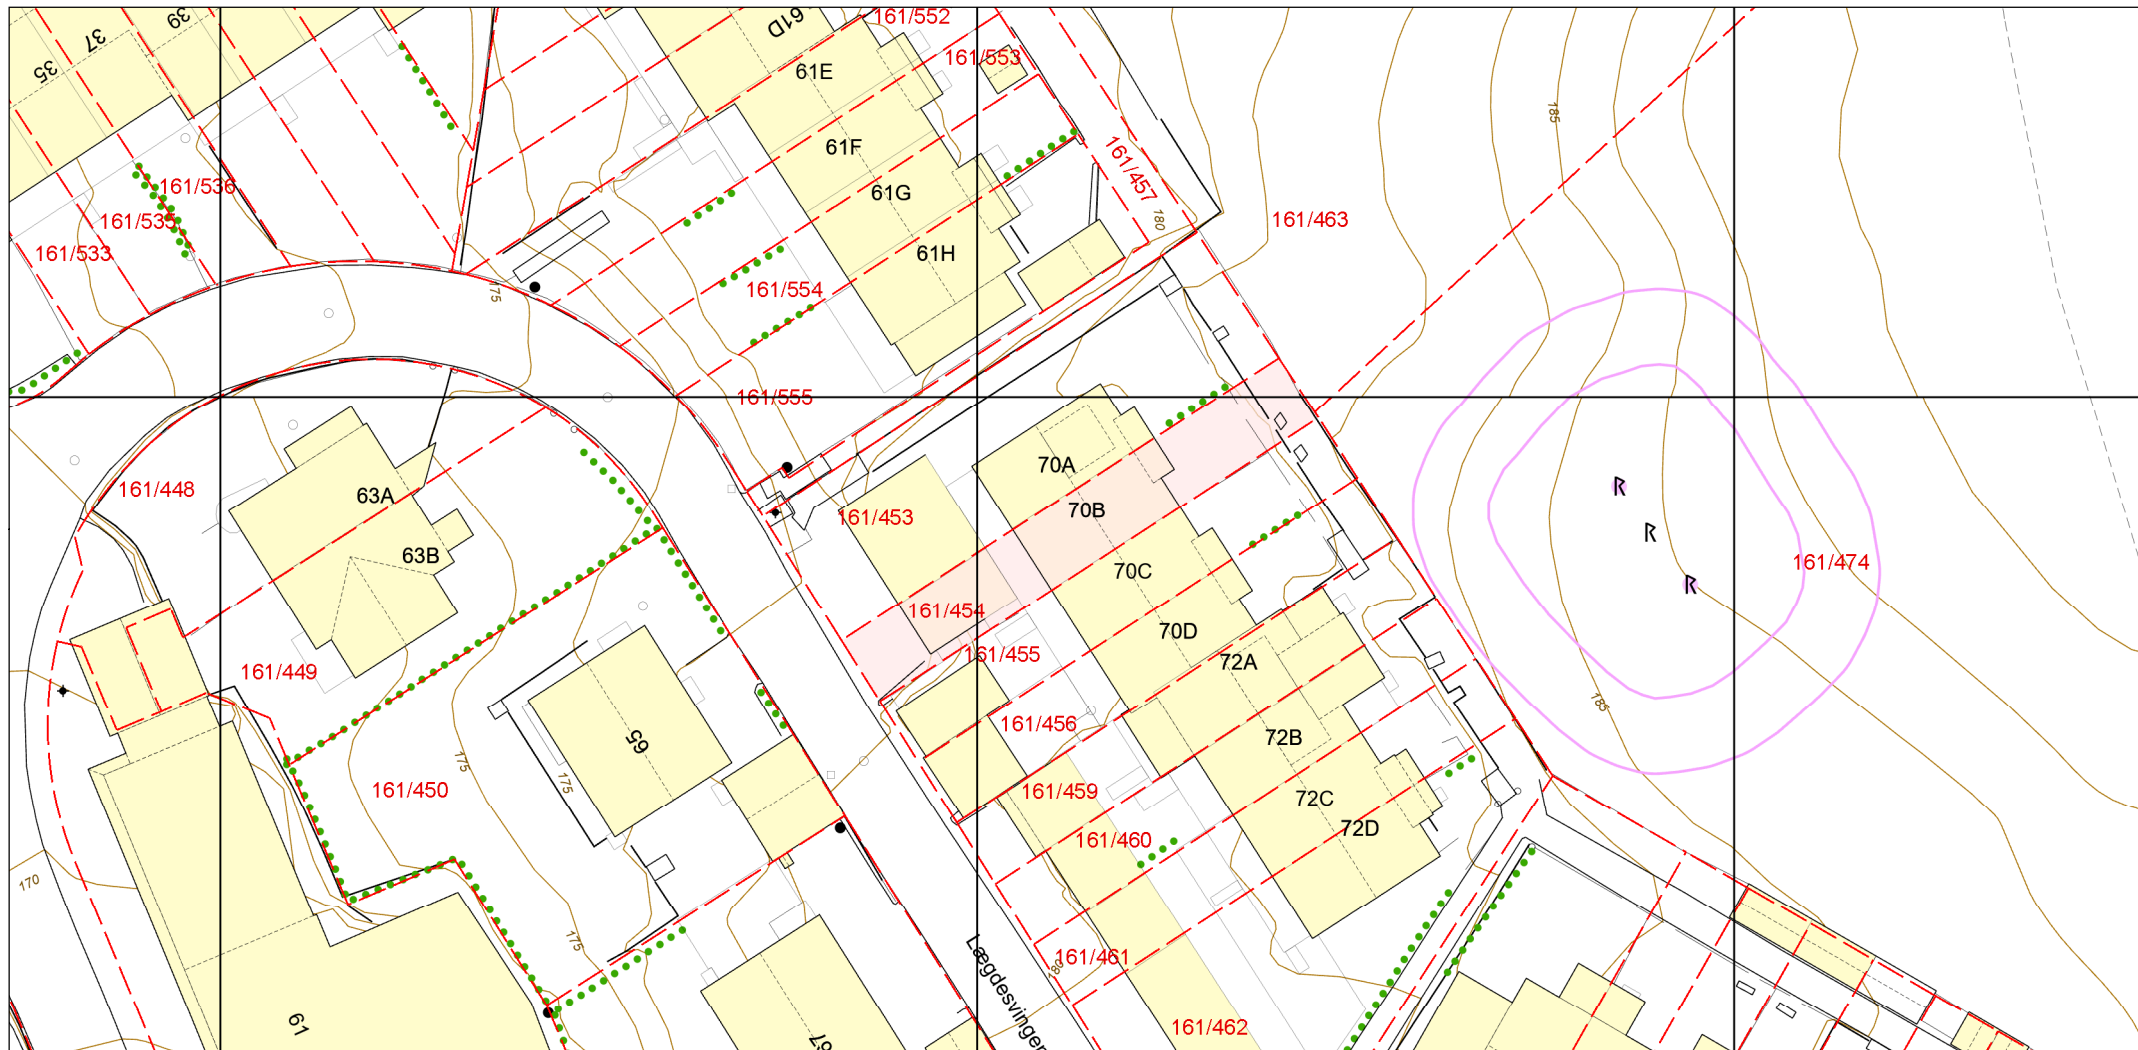 161/552
39
61D
37
161/553
61E
35
185
61F
161/457
161/536
61G
161/535
180
161/463
61H
161/533
161/554
175
161/555
70A
161/448
63A
70B
161/453
R
R
63B
161/474
70C
R
161/454
70D
161/455
72A
161/449
185
161/456
72B
65
175
175
161/450
161/459
72C
72D
161/460
170
175
161/461
180
Lægdesvingen
61
161/462
67